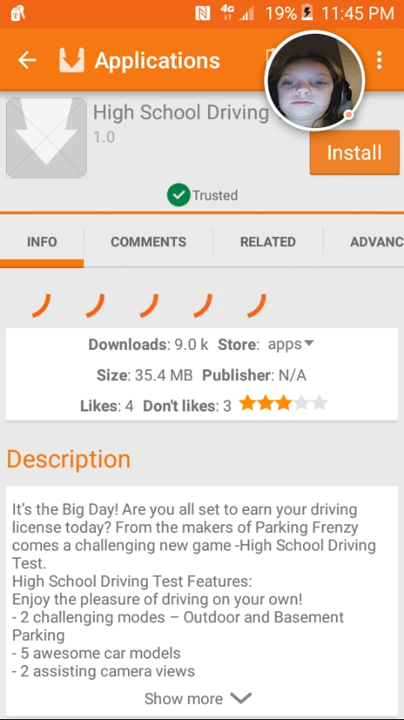 4G 19% 11:45 PM
Applications
High School Driving
1.0
Install
Trusted
INFO COMMENTS RELATED ADVANC
Downloads: 9.0 k Store: apps
Size: 35.4 MB Publisher: N/A
Likes: 4 Don't likes: 3
Description
It's the Big Day! Are you all set to earn your driving
license today? From the makers of Parking Frenzy
comes a challenging new game -High School Driving
Test.
High School Driving Test Features:
Enjoy the pleasure of driving on your own!
- 2 challenging modes – Outdoor and Basement
Parking
- 5 awesome car models
- 2 assisting camera views
Show more